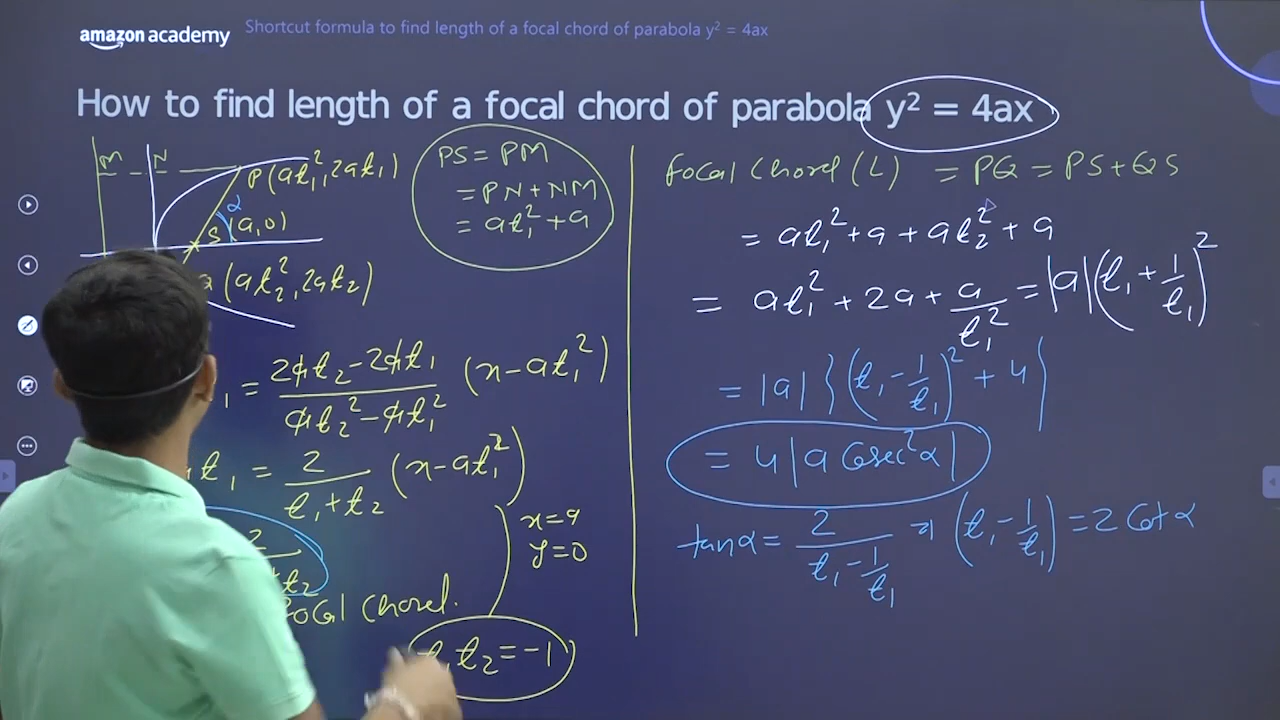 amazon academy
Shortcut formula to find length of a focal chord of parabola y² = 4ax
How to find length of a focal chord of parabola y² = 4ax
M N
P(at₁², 2at₁)
α
S (a,0)
Q (at₂², 2at₂)
PS = PM
= PN + NM
= at₁² + a
₁ = (2at₂ - 2at₁)/(at₂² - at₁²) (x - at₁²)
t₁ = 2/(t₁ + t₂) (x - at₁²)
x = a
y = 0
2
t₂
Focal Chord.
t₁t₂ = -1
Focal Chord (L) = PQ = PS + QS
= at₁² + a + at₂² + a
= at₁² + 2a + a/t₁² = |a| (t₁ + 1/t₁)²
= |a| { (t₁ - 1/t₁)² + 4 }
= 4|a Cosec²α|
tanα = 2/(t₁ - 1/t₁) ⇒ (t₁ - 1/t₁) = 2 Cot α